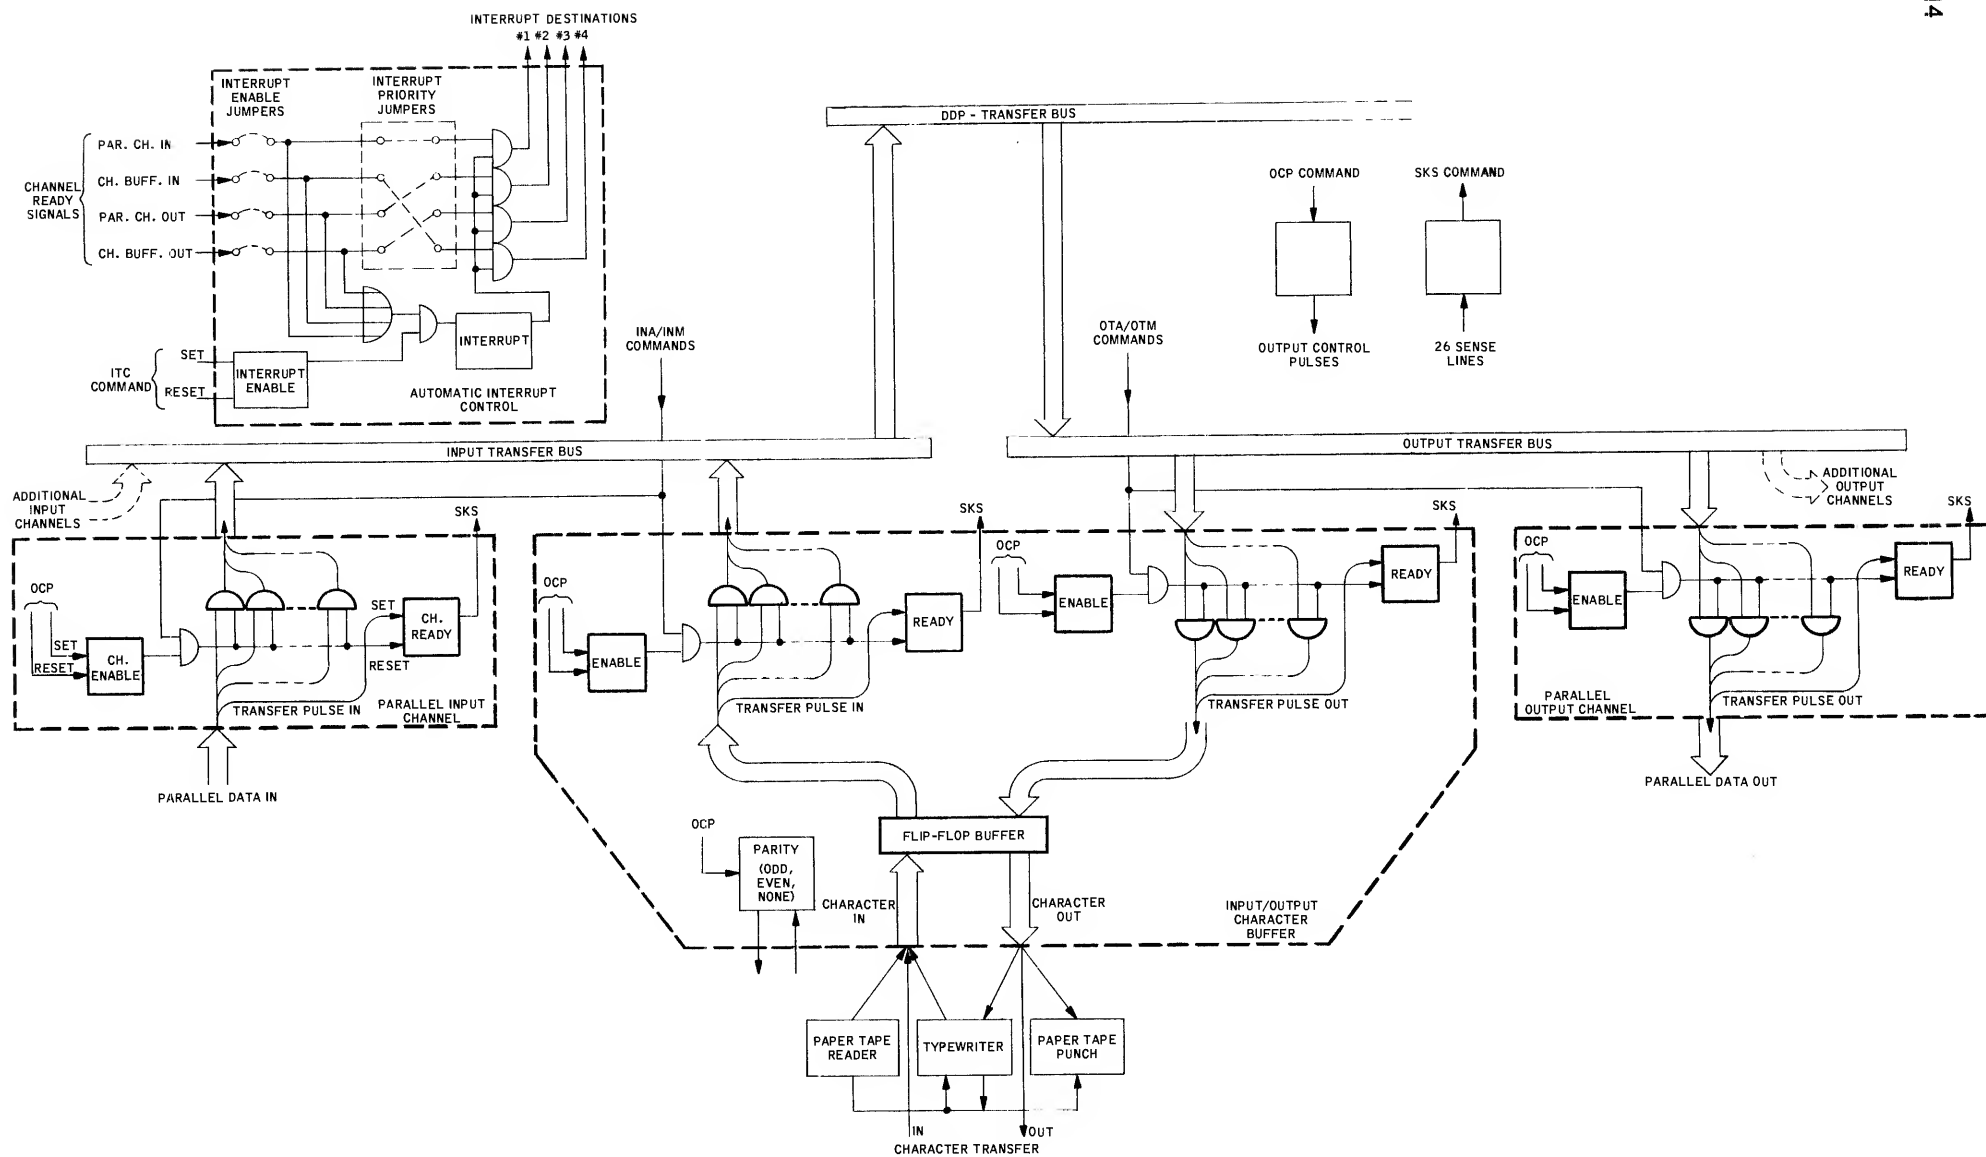 14
INTERRUPT DESTINATIONS
#1 #2 #3 #4
INTERRUPT
ENABLE
JUMPERS
INTERRUPT
PRIORITY
JUMPERS
CHANNEL
READY
SIGNALS
PAR. CH. IN
CH. BUFF. IN
PAR. CH. OUT
CH. BUFF. OUT
ITC
COMMAND
SET
RESET
INTERRUPT
ENABLE
INTERRUPT
AUTOMATIC INTERRUPT
CONTROL
DDP - TRANSFER BUS
OCP COMMAND
OUTPUT CONTROL
PULSES
SKS COMMAND
26 SENSE
LINES
INA/INM
COMMANDS
OTA/OTM
COMMANDS
INPUT TRANSFER BUS
OUTPUT TRANSFER BUS
ADDITIONAL
INPUT
CHANNELS
ADDITIONAL
OUTPUT
CHANNELS
SKS
OCP
SET
RESET
CH.
ENABLE
SET
RESET
CH.
READY
TRANSFER PULSE IN
PARALLEL INPUT
CHANNEL
PARALLEL DATA IN
SKS
OCP
ENABLE
READY
TRANSFER PULSE IN
SKS
OCP
ENABLE
READY
TRANSFER PULSE OUT
SKS
OCP
ENABLE
READY
PARALLEL
OUTPUT CHANNEL
TRANSFER PULSE OUT
PARALLEL DATA OUT
FLIP-FLOP BUFFER
OCP
PARITY
(ODD,
EVEN,
NONE)
CHARACTER
IN
CHARACTER
OUT
INPUT/OUTPUT
CHARACTER
BUFFER
PAPER TAPE
READER
TYPEWRITER
PAPER TAPE
PUNCH
IN
OUT
CHARACTER TRANSFER